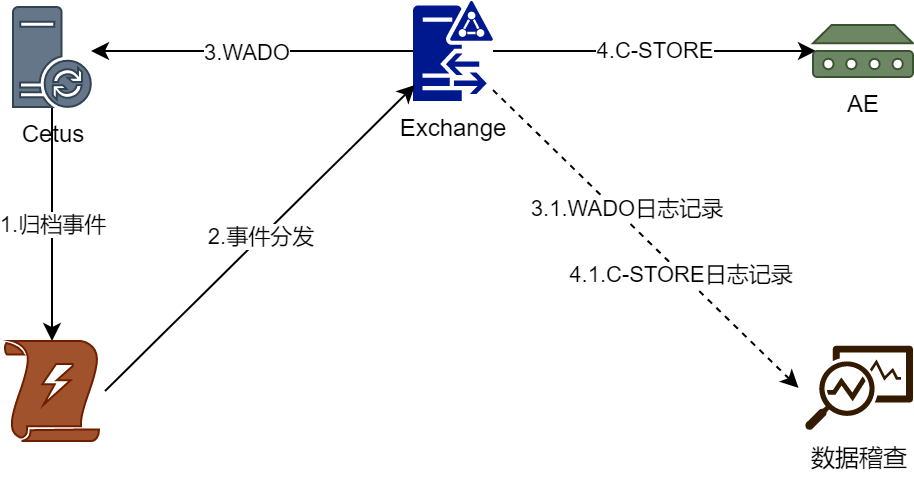 3.WADO
4.C-STORE
Cetus
Exchange
AE
1.归档事件
2.事件分发
3.1.WADO日志记录
4.1.C-STORE日志记录
数据稽查